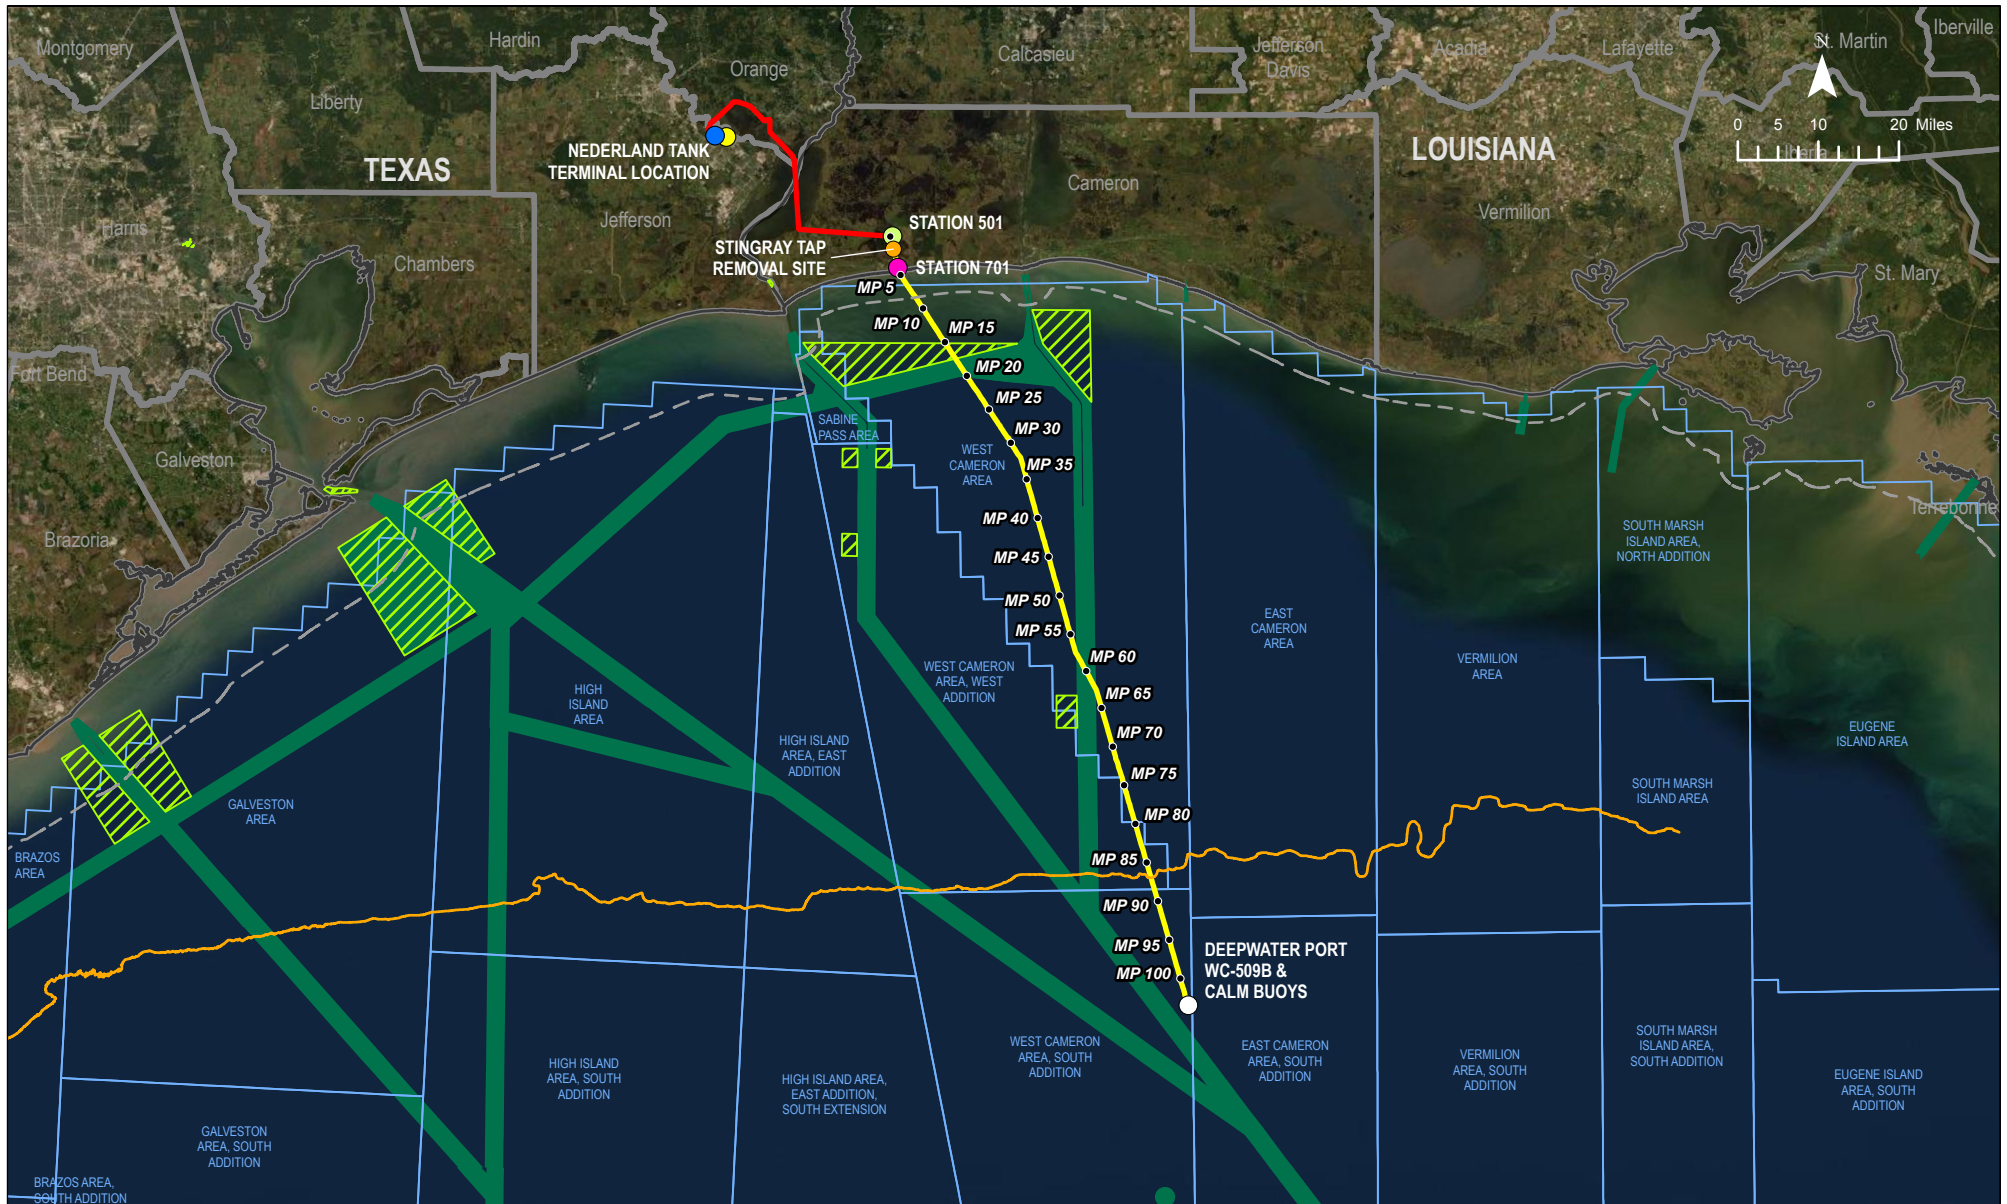 Montgomery
Hardin
Orange
Calcasieu
Jefferson
Davis
Acadia
Lafayette
St. Martin
Iberville
N
Liberty
0 5 10 20 Miles
Iberia
NEDERLAND TANK
TERMINAL LOCATION
TEXAS
LOUISIANA
Cameron
Vermilion
Harris
Jefferson
STATION 501
STINGRAY TAP
REMOVAL SITE
STATION 701
Chambers
St. Mary
MP 5
MP 10
MP 15
MP 20
MP 25
MP 30
MP 35
MP 40
MP 45
MP 50
MP 55
MP 60
MP 65
MP 70
MP 75
MP 80
MP 85
MP 90
MP 95
MP 100
Fort Bend
Galveston
Brazoria
Terrebonne
SABINE
PASS AREA
WEST
CAMERON
AREA
SOUTH MARSH
ISLAND AREA,
NORTH ADDITION
EAST
CAMERON
AREA
VERMILION
AREA
WEST CAMERON
AREA, WEST
ADDITION
HIGH
ISLAND
AREA
HIGH ISLAND
AREA, EAST
ADDITION
EUGENE
ISLAND AREA
SOUTH MARSH
ISLAND AREA
GALVESTON
AREA
BRAZOS
AREA
DEEPWATER PORT
WC-509B &
CALM BUOYS
WEST CAMERON
AREA, SOUTH
ADDITION
EAST CAMERON
AREA, SOUTH
ADDITION
VERMILION
AREA, SOUTH
ADDITION
SOUTH MARSH
ISLAND AREA,
SOUTH ADDITION
EUGENE ISLAND
AREA, SOUTH
ADDITION
HIGH ISLAND
AREA, SOUTH
ADDITION
HIGH ISLAND AREA,
EAST ADDITION,
SOUTH EXTENSION
GALVESTON
AREA, SOUTH
ADDITION
BRAZOS AREA,
SOUTH ADDITION